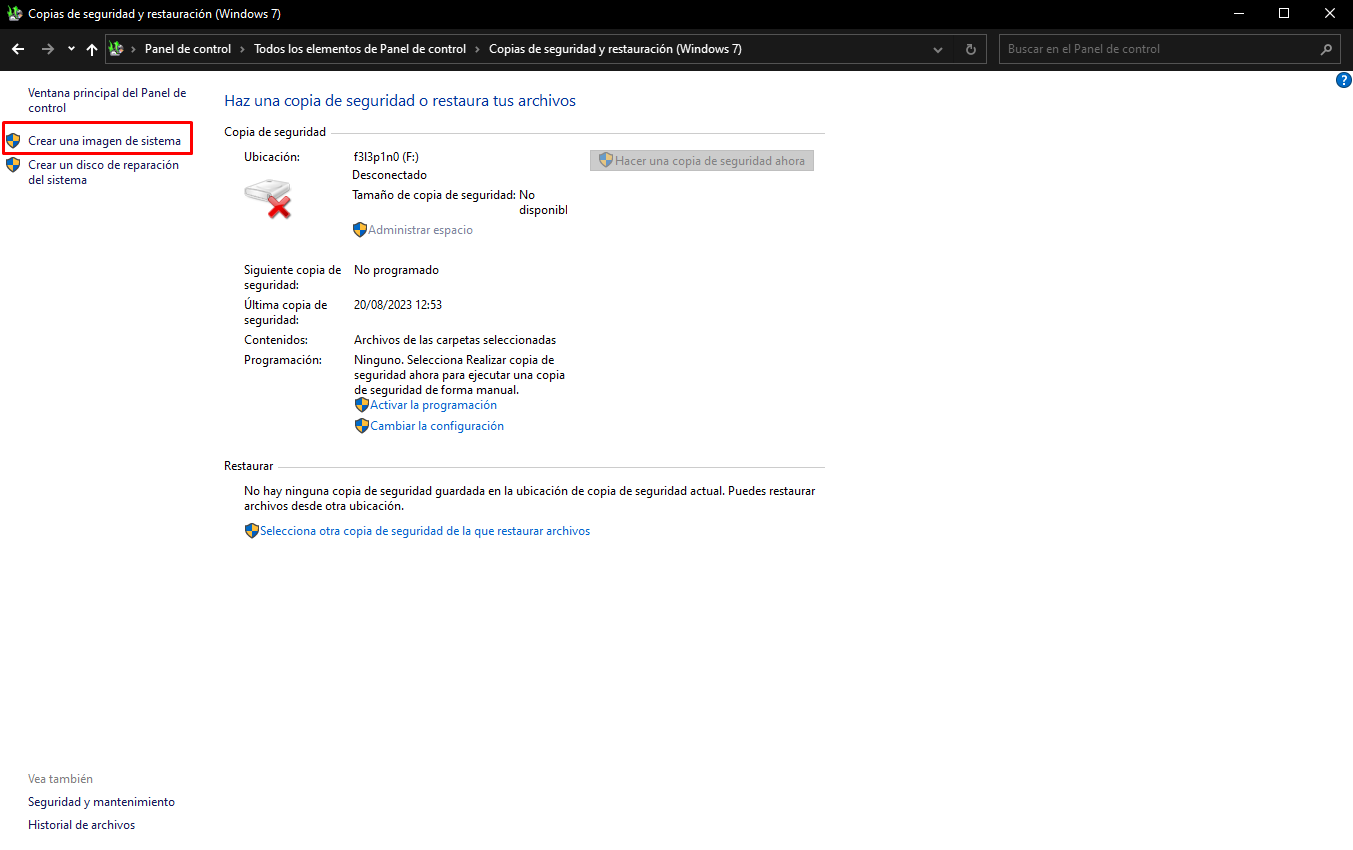 Copias de seguridad y restauración (Windows 7)
Panel de control › Todos los elementos de Panel de control › Copias de seguridad y restauración (Windows 7)
Buscar en el Panel de control
Ventana principal del Panel de
control
Crear una imagen de sistema
Crear un disco de reparación
del sistema
Haz una copia de seguridad o restaura tus archivos
Copia de seguridad
Ubicación:
f3l3p1n0 (F:)
Desconectado
Tamaño de copia de seguridad: No
disponibl
Administrar espacio
Hacer una copia de seguridad ahora
Siguiente copia de
seguridad:
No programado
Última copia de
seguridad:
20/08/2023 12:53
Contenidos:
Archivos de las carpetas seleccionadas
Programación:
Ninguno. Selecciona Realizar copia de
seguridad ahora para ejecutar una copia
de seguridad de forma manual.
Activar la programación
Cambiar la configuración
Restaurar
No hay ninguna copia de seguridad guardada en la ubicación de copia de seguridad actual. Puedes restaurar
archivos desde otra ubicación.
Selecciona otra copia de seguridad de la que restaurar archivos
Vea también
Seguridad y mantenimiento
Historial de archivos